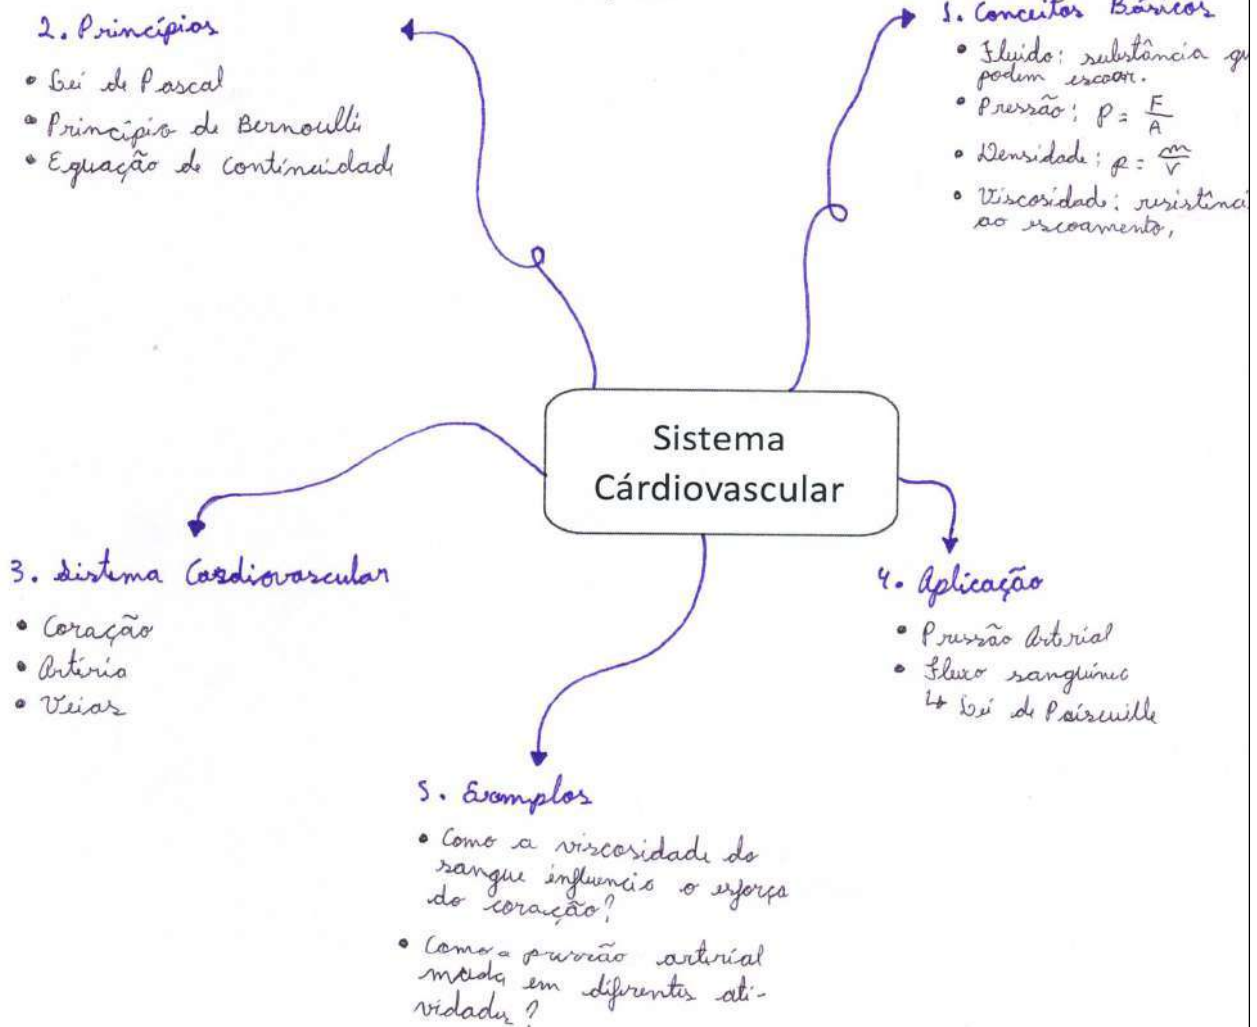 1. Conceitos Básicos
• Fluido: substância qu
podem escoar.
• Pressão: P = F/A
• Densidade: ρ = m/V
• Viscosidade: resistênci
ao escoamento,
2. Princípios
• Lei de Pascal
• Princípio de Bernoulli
• Equação de continuidad
Sistema
Cárdiovascular
3. Sistema Cardiovascular
• Coração
• Artéria
• Veias
4. Aplicação
• Pressão Arterial
• Fluxo sanguíneo
↳ Lei de Poiseuille
5. Exemplos
• Como a viscosidade do
sangue influencia o esforço
do coração?
• Como a pressão arterial
muda em diferentes ati-
vidades?